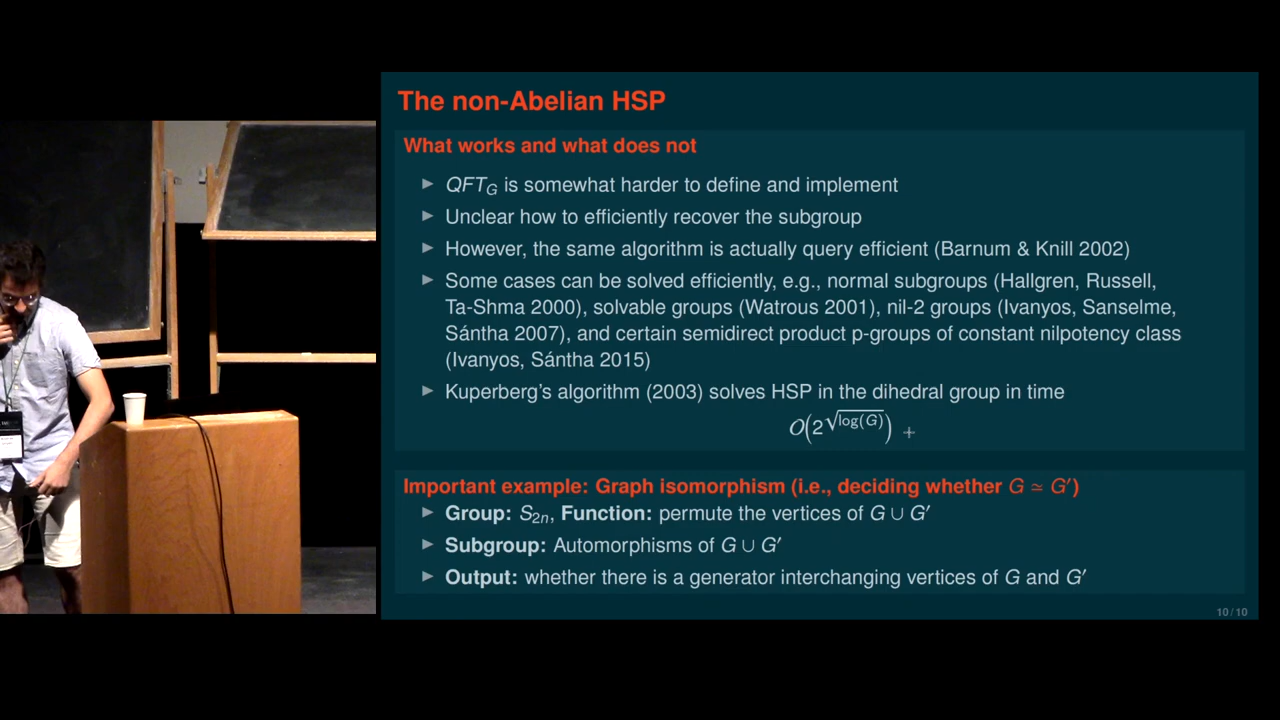 The non-Abelian HSP
What works and what does not
► QFT_G is somewhat harder to define and implement
► Unclear how to efficiently recover the subgroup
► However, the same algorithm is actually query efficient (Barnum & Knill 2002)
► Some cases can be solved efficiently, e.g., normal subgroups (Hallgren, Russell,
Ta-Shma 2000), solvable groups (Watrous 2001), nil-2 groups (Ivanyos, Sanselme,
Sántha 2007), and certain semidirect product p-groups of constant nilpotency class
(Ivanyos, Sántha 2015)
► Kuperberg's algorithm (2003) solves HSP in the dihedral group in time
O(2^√log(G)) +
Important example: Graph isomorphism (i.e., deciding whether G ≃ G′)
► Group: S_2n, Function: permute the vertices of G ∪ G′
► Subgroup: Automorphisms of G ∪ G′
► Output: whether there is a generator interchanging vertices of G and G′
10 / 10